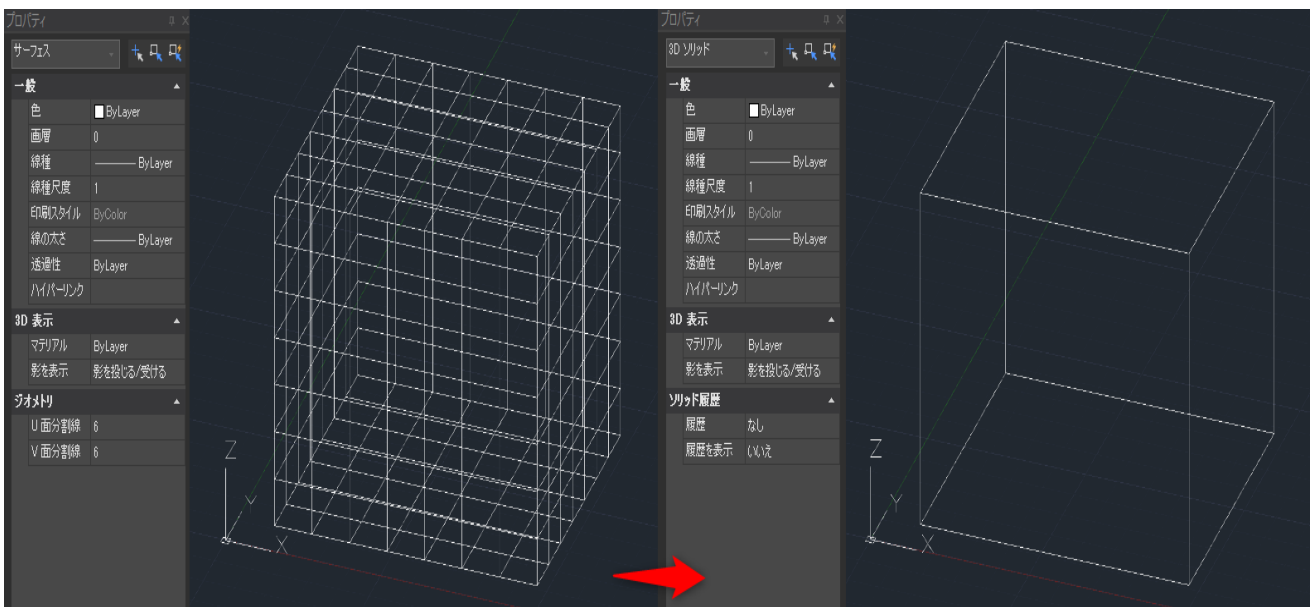 プロパティ
サーフェス
一般
色 ByLayer
画層 0
線種 ByLayer
線種尺度 1
印刷スタイル ByColor
線の太さ ByLayer
透過性 ByLayer
ハイパーリンク
3D 表示
マテリアル ByLayer
影を表示 影を投じる/受ける
ジオメトリ
U 面分割線 6
V 面分割線 6
Z
Y
X
プロパティ
3D ソリッド
一般
色 ByLayer
画層 0
線種 ByLayer
線種尺度 1
印刷スタイル ByColor
線の太さ ByLayer
透過性 ByLayer
ハイパーリンク
3D 表示
マテリアル ByLayer
影を表示 影を投じる/受ける
ソリッド履歴
履歴 なし
履歴を表示 いいえ
Z
Y
X